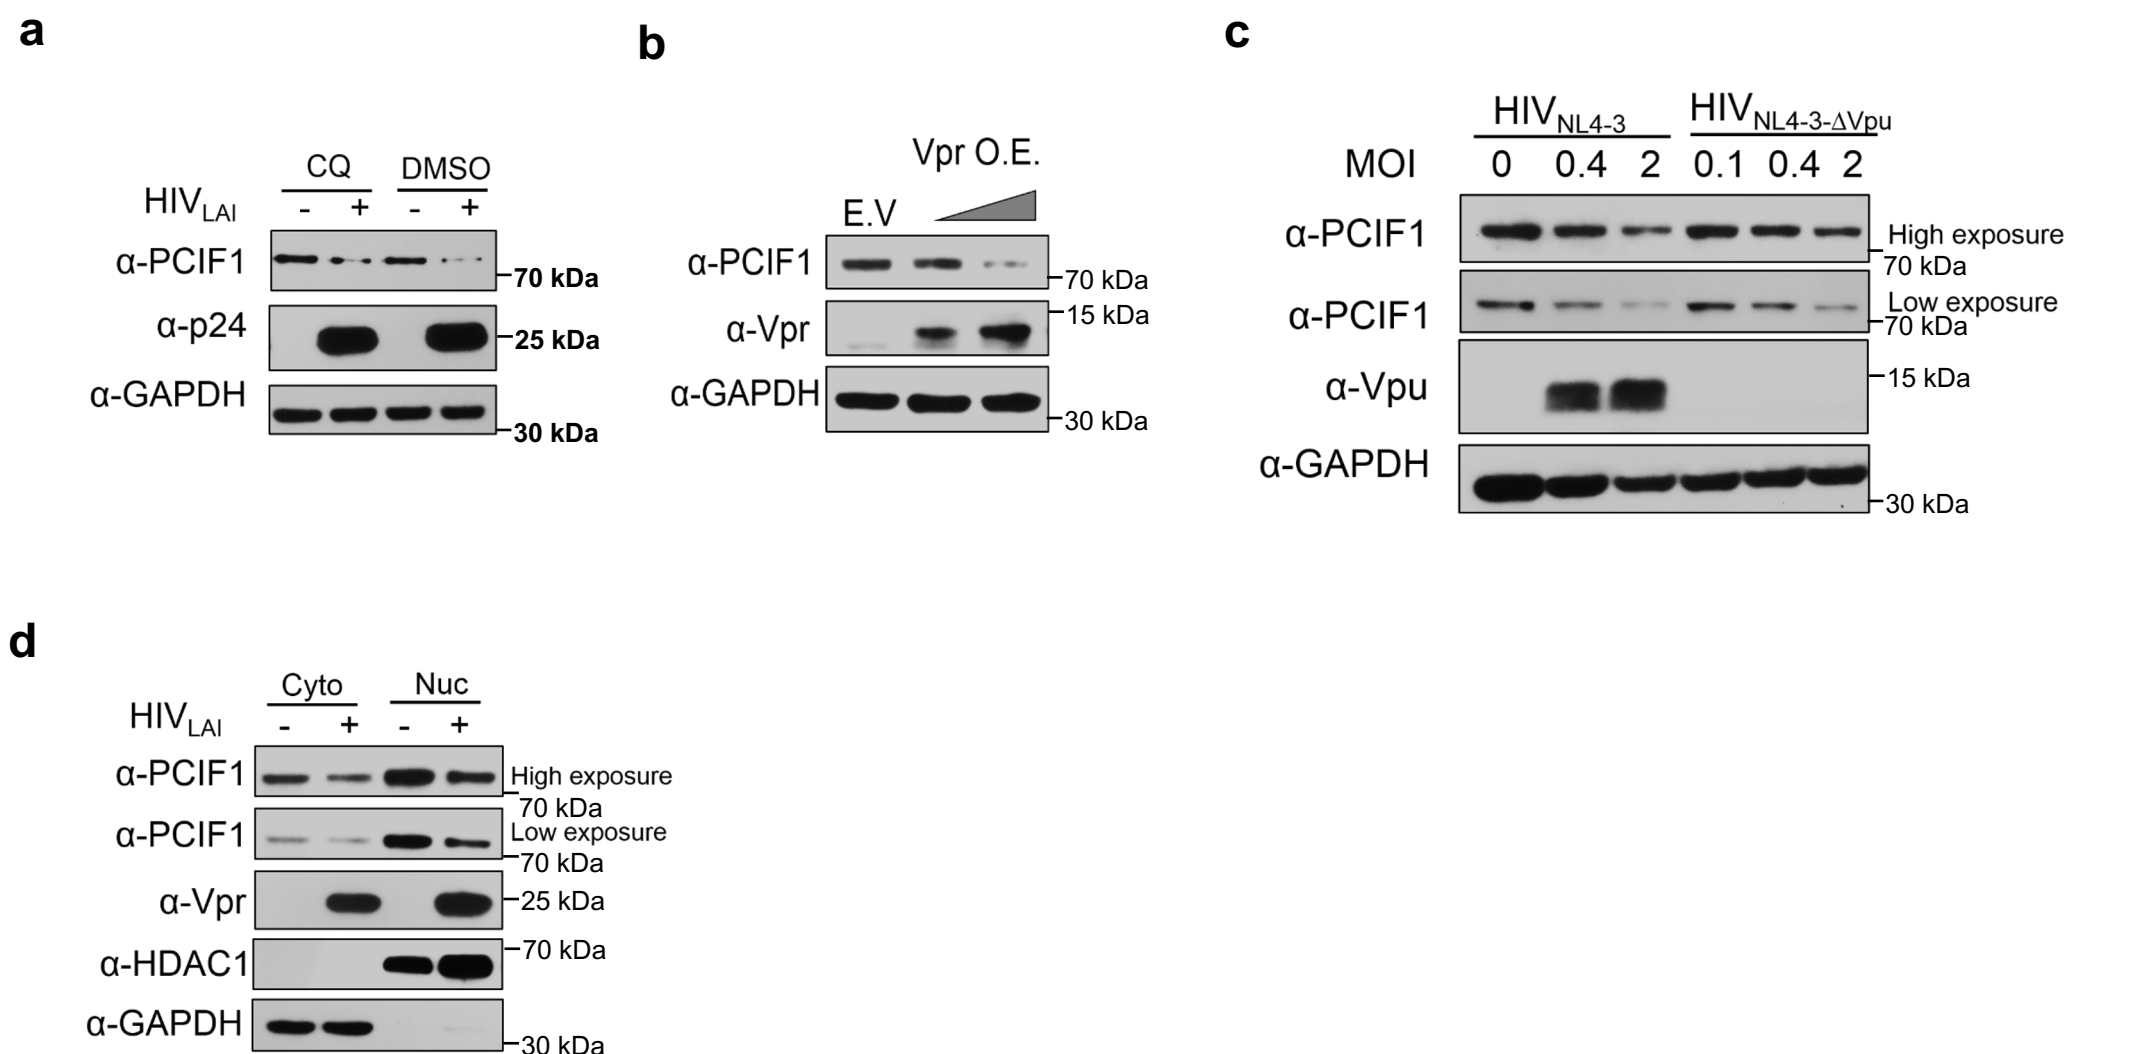 a
CQ DMSO
HIVLAI - + - +
α-PCIF1 70 kDa
α-p24 25 kDa
α-GAPDH 30 kDa
b
Vpr O.E.
E.V
α-PCIF1 70 kDa
α-Vpr 15 kDa
α-GAPDH 30 kDa
c
HIVNL4-3 HIVNL4-3-ΔVpu
MOI 0 0.4 2 0.1 0.4 2
α-PCIF1 High exposure
70 kDa
α-PCIF1 Low exposure
70 kDa
α-Vpu 15 kDa
α-GAPDH 30 kDa
d
Cyto Nuc
HIVLAI - + - +
α-PCIF1 High exposure
70 kDa
α-PCIF1 Low exposure
70 kDa
α-Vpr 25 kDa
α-HDAC1 70 kDa
α-GAPDH 30 kDa